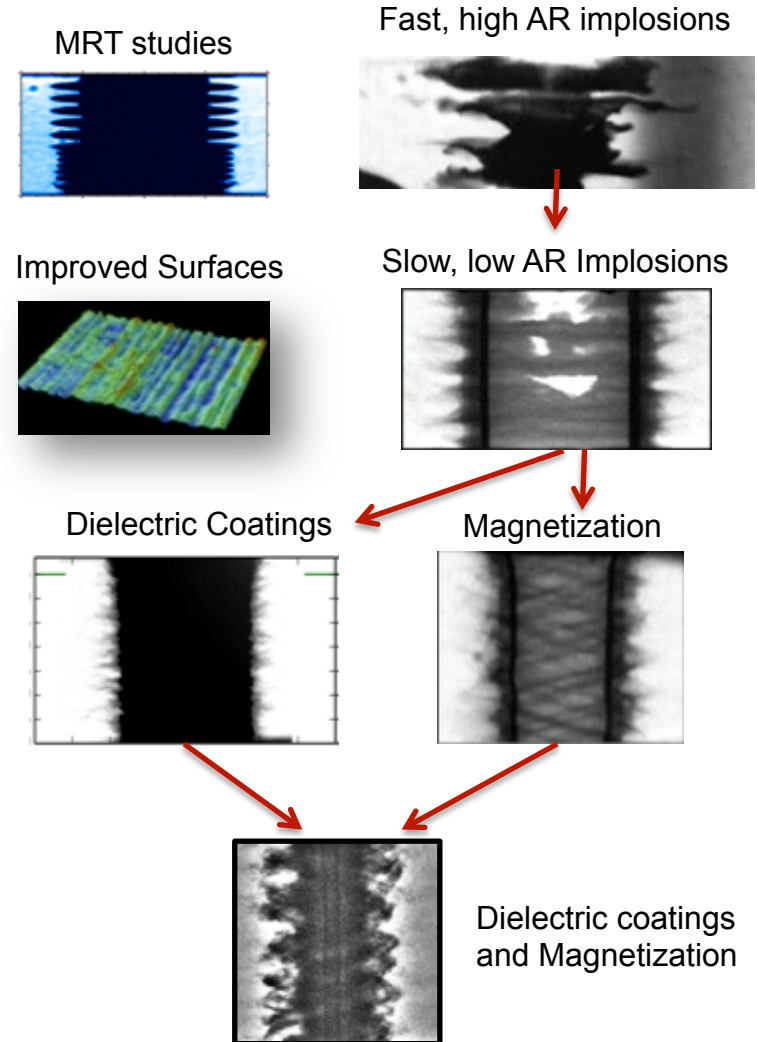 MRT studies
Fast, high AR implosions
Improved Surfaces
Slow, low AR Implosions
Dielectric Coatings
Magnetization
Dielectric coatings
and Magnetization